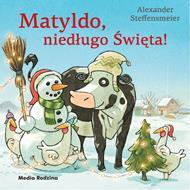 Alexander
Steffensmeier
Matyldo,
niedługo Święta!
Media Rodzina